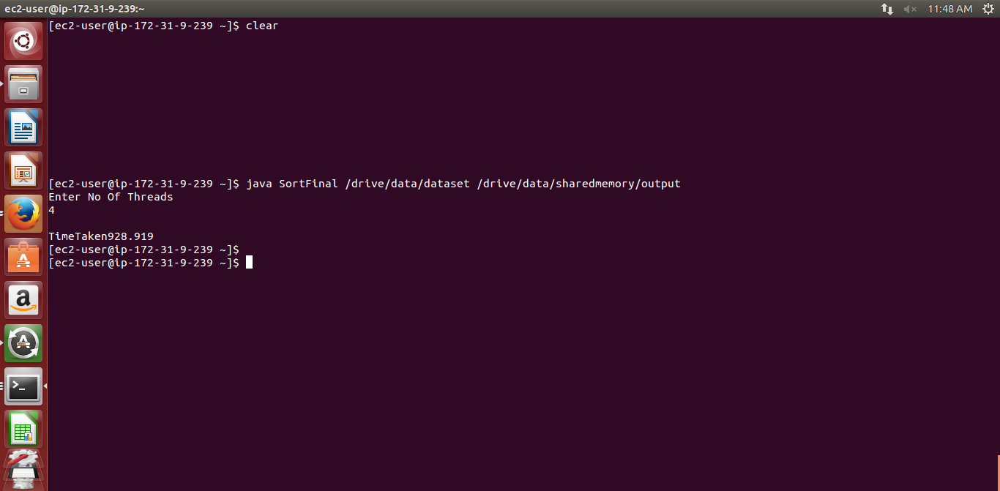 ec2-user@ip-172-31-9-239:~
11:48 AM
[ec2-user@ip-172-31-9-239 ~]$ clear
[ec2-user@ip-172-31-9-239 ~]$ java SortFinal /drive/data/dataset /drive/data/sharedmemory/output
Enter No Of Threads
4
TimeTaken928.919
[ec2-user@ip-172-31-9-239 ~]$
[ec2-user@ip-172-31-9-239 ~]$